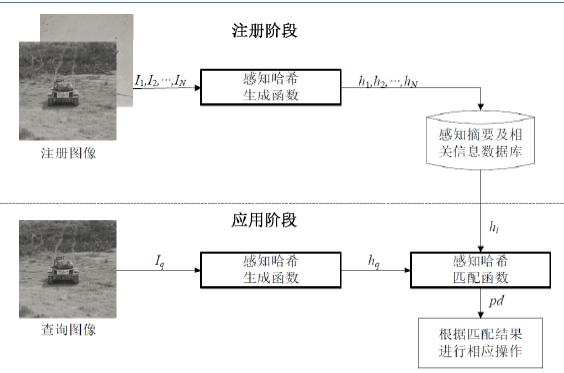 注册阶段
I1,I2,···,IN
感知哈希
生成函数
h1,h2,···,hN
注册图像
感知摘要及相
关信息数据库
应用阶段
hi
Iq
感知哈希
生成函数
hq
感知哈希
匹配函数
查询图像
pd
根据匹配结果
进行相应操作